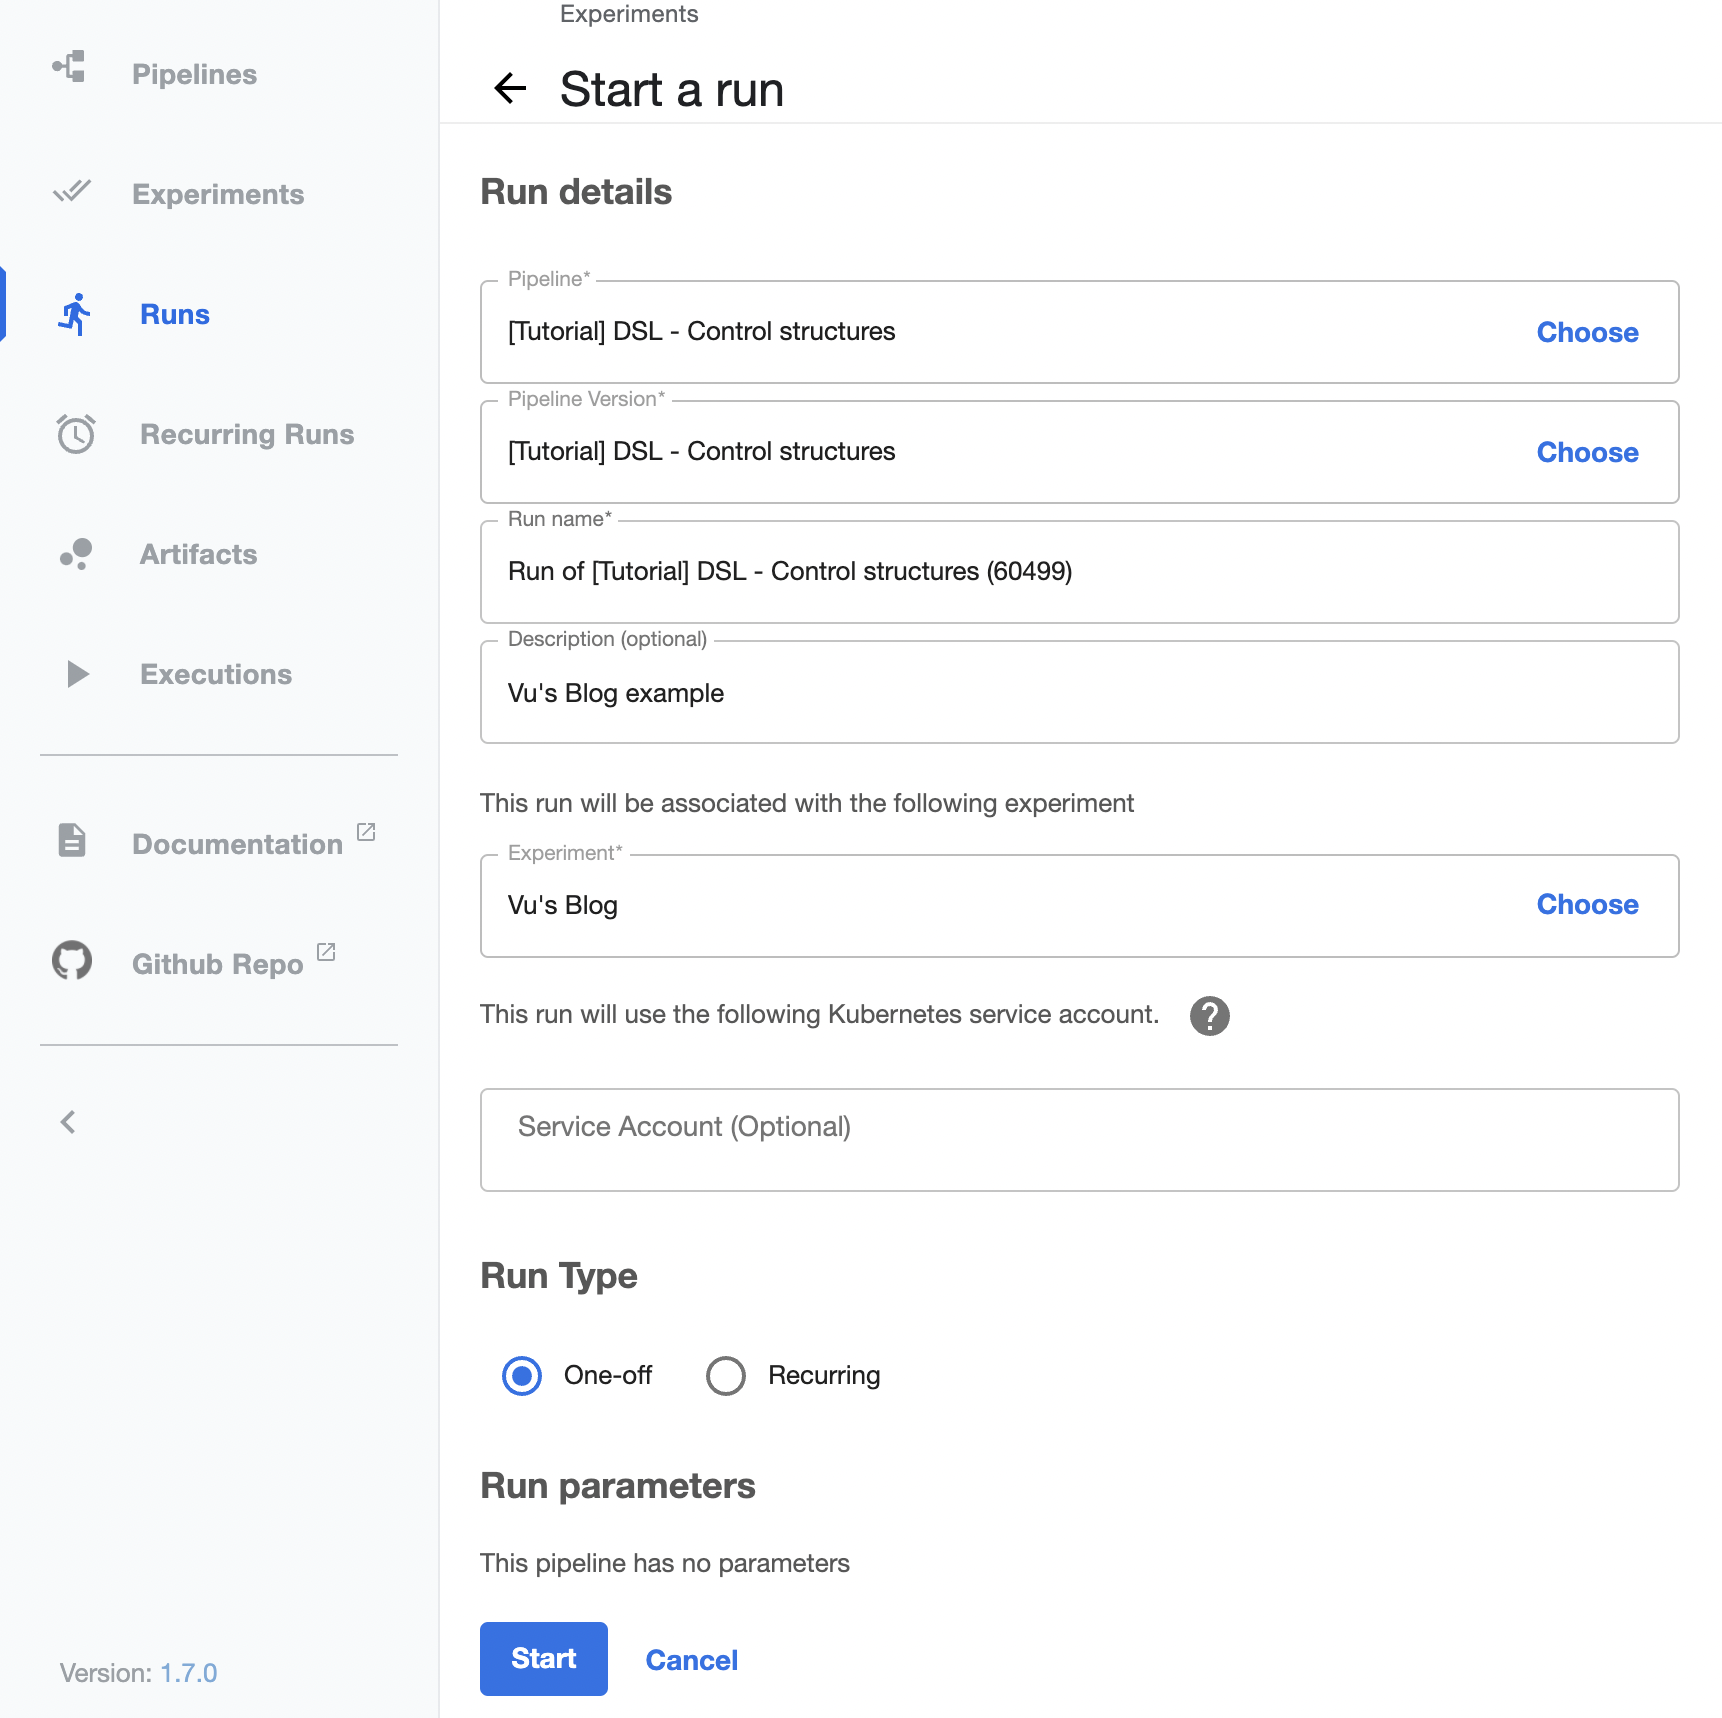 Pipelines
Experiments
Runs
Recurring Runs
Artifacts
Executions
Documentation
Github Repo
Version: 1.7.0
Experiments
Start a run
Run details
Pipeline*
[Tutorial] DSL - Control structures
Choose
Pipeline Version*
[Tutorial] DSL - Control structures
Choose
Run name*
Run of [Tutorial] DSL - Control structures (60499)
Description (optional)
Vu's Blog example
This run will be associated with the following experiment
Experiment*
Vu's Blog
Choose
This run will use the following Kubernetes service account. ?
Service Account (Optional)
Run Type
One-off
Recurring
Run parameters
This pipeline has no parameters
Start
Cancel